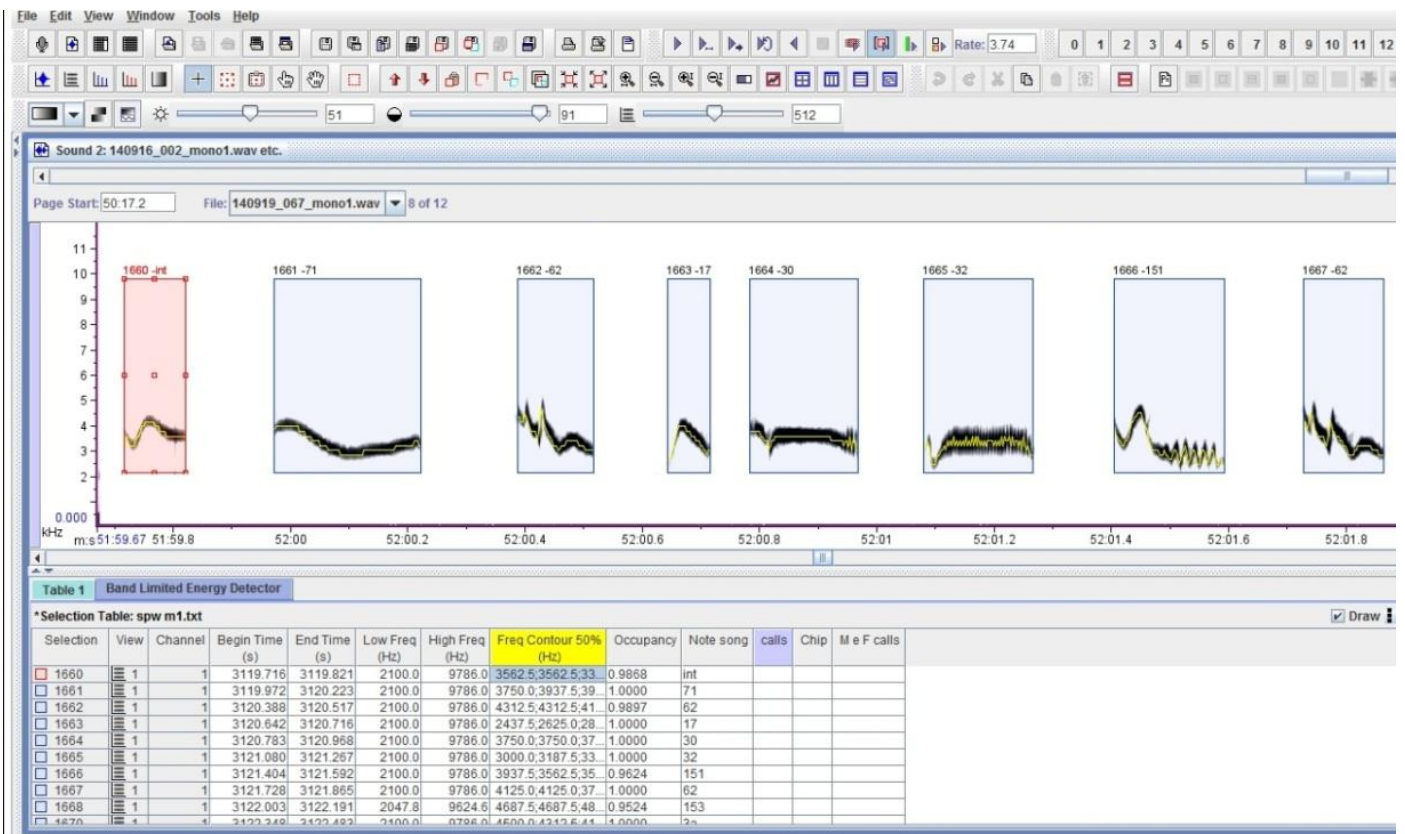 File Edit View Window Tools Help
Rate: 3.74 0 1 2 3 4 5 6 7 8 9 10 11 12
51 91 512
Sound 2: 140916_002_mono1.wav etc.
Page Start: 50:17.2 File: 140919_067_mono1.wav 8 of 12
1660 -int 1661 -71 1662 -62 1663 -17 1664 -30 1665 -32 1666 -151 1667 -62
11
10
9
8
7
6
5
4
3
2
0.000
kHz
m:s 51:59.67 51:59.8 52:00 52:00.2 52:00.4 52:00.6 52:00.8 52:01 52:01.2 52:01.4 52:01.6 52:01.8
Table 1 Band Limited Energy Detector
*Selection Table: spw m1.txt Draw
Selection View Channel Begin Time (s) End Time (s) Low Freq (Hz) High Freq (Hz) Freq Contour 50% (Hz) Occupancy Note song calls Chip M e F calls
1660 1 1 3119.716 3119.821 2100.0 9786.0 3562.5;3562.5;33... 0.9868 int
1661 1 1 3119.972 3120.223 2100.0 9786.0 3750.0;3937.5;39... 1.0000 71
1662 1 1 3120.388 3120.517 2100.0 9786.0 4312.5;4312.5;41... 0.9897 62
1663 1 1 3120.642 3120.716 2100.0 9786.0 2437.5;2625.0;28... 1.0000 17
1664 1 1 3120.783 3120.968 2100.0 9786.0 3750.0;3750.0;37... 1.0000 30
1665 1 1 3121.080 3121.267 2100.0 9786.0 3000.0;3187.5;33... 1.0000 32
1666 1 1 3121.404 3121.592 2100.0 9786.0 3937.5;3562.5;35... 0.9624 151
1667 1 1 3121.728 3121.865 2100.0 9786.0 4125.0;4125.0;37... 1.0000 62
1668 1 1 3122.003 3122.191 2047.8 9624.6 4687.5;4687.5;48... 0.9524 153